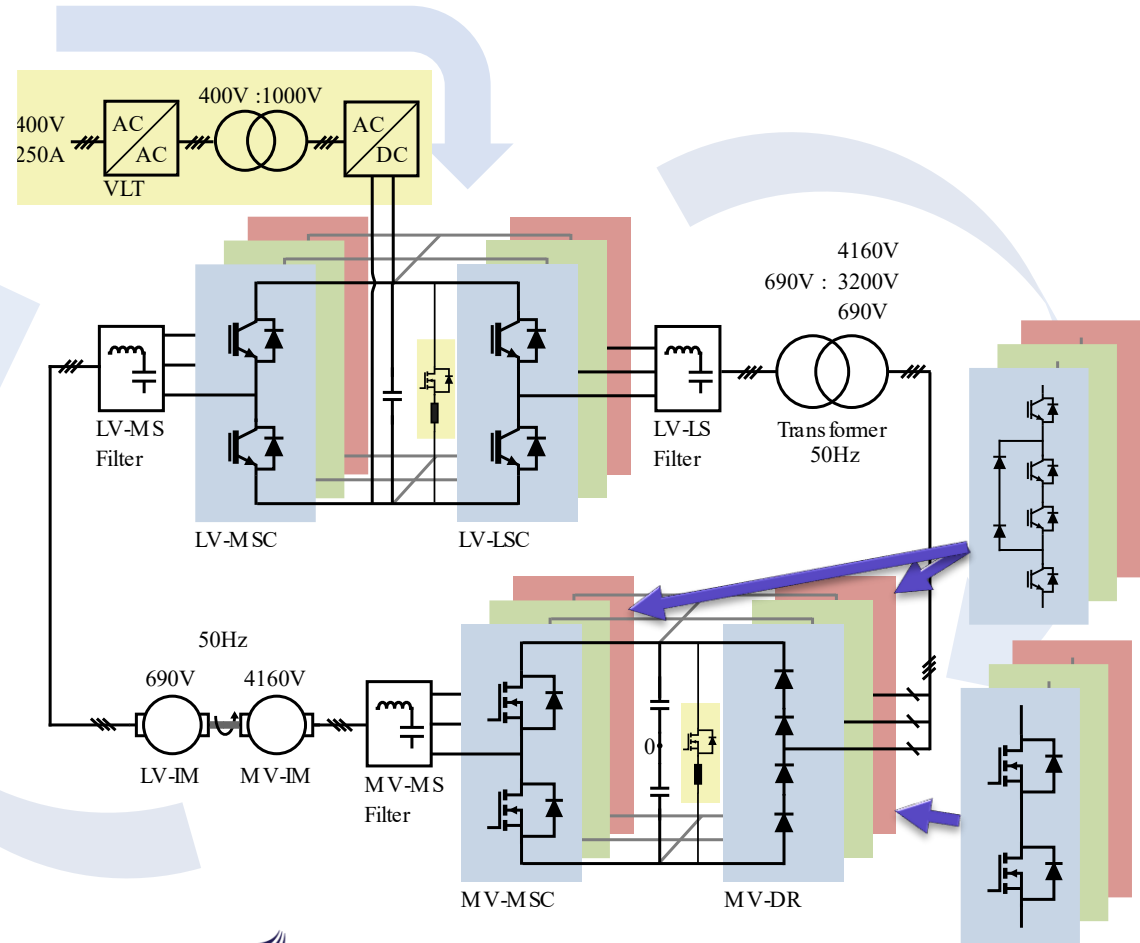 400V :1000V
400V
250A
AC
AC
VLT
AC
DC
4160V
690V : 3200V
690V
LV-MS
Filter
LV-LS
Filter
Transformer
50Hz
LV-MSC
LV-LSC
50Hz
690V
4160V
LV-IM
MV-IM
MV-MS
Filter
0
MV-MSC
MV-DR